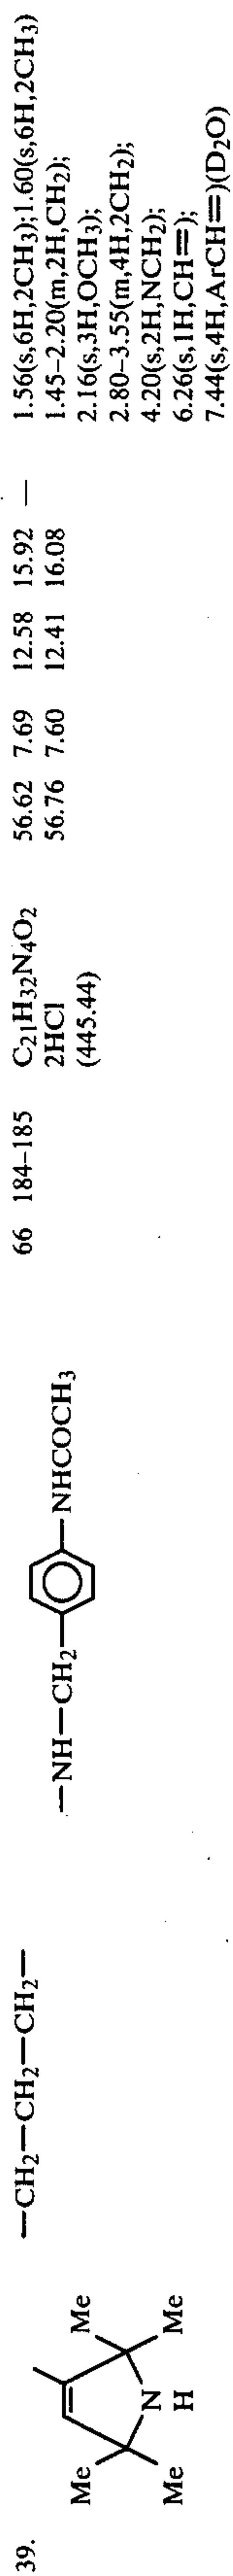 39.
Me
Me
N
H
Me
Me
—CH₂—CH₂—CH₂—
—NH—CH₂—
—NHCOCH₃
66 184–185 C₂₁H₃₂N₄O₂ 56.62 7.69 12.58 15.92 — 1.56(s,6H,2CH₃);1.60(s,6H,2CH₃)
2HCl 56.76 7.60 12.41 16.08 1.45–2.20(m,2H,CH₂);
(445.44) 2.16(s,3H,OCH₃);
2.80–3.55(m,4H,2CH₂);
4.20(s,2H,NCH₂);
6.26(s,1H,CH=);
7.44(s,4H,ArCH=)(D₂O)